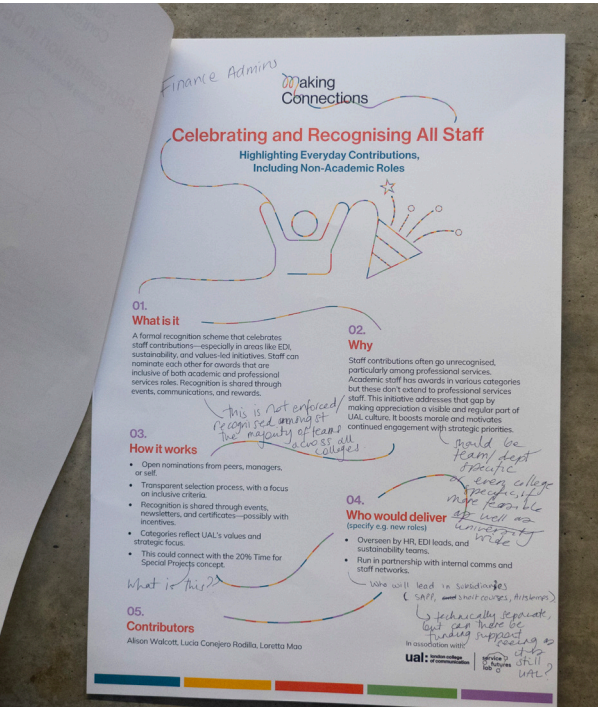 Finance Admins
Making
Connections
Celebrating and Recognising All Staff
Highlighting Everyday Contributions,
Including Non-Academic Roles
01.
What is it
A formal recognition scheme that celebrates
staff contributions—especially in areas like EDI,
sustainability, and values-led initiatives. Staff can
nominate each other for awards that are
inclusive of both academic and professional
services roles. Recognition is shared through
events, communications, and rewards.
this is not enforced/
recognised amongst
the majority of teams
across all
colleges
02.
Why
Staff contributions often go unrecognised,
particularly among professional services.
Academic staff has awards in various categories
but these don't extend to professional services
staff. This initiative addresses that gap by
making appreciation a visible and regular part of
UAL culture. It boosts morale and motivates
continued engagement with strategic priorities.
should be
team/dept
specific
even college
specific, if
more feasible
as well as
university
wide
03.
How it works
• Open nominations from peers, managers,
or self.
• Transparent selection process, with a focus
on inclusive criteria.
• Recognition is shared through events,
newsletters, and certificates—possibly with
incentives.
• Categories reflect UAL's values and
strategic focus.
• This could connect with the 20% Time for
Special Projects concept.
What is this?
04.
Who would deliver
(specify e.g. new roles)
• Overseen by HR, EDI leads, and
sustainability teams.
• Run in partnership with internal comms and
staff networks.
Who will lead in subsidiaries
short courses, Artstemps)
technically separate,
but can there be
funding support
seeing as
it is
still
UAL?
05.
Contributors
Alison Walcott, Lucia Conejero Rodilla, Loretta Mao
In association with:
ual: london college
of communication
service
futures
lab